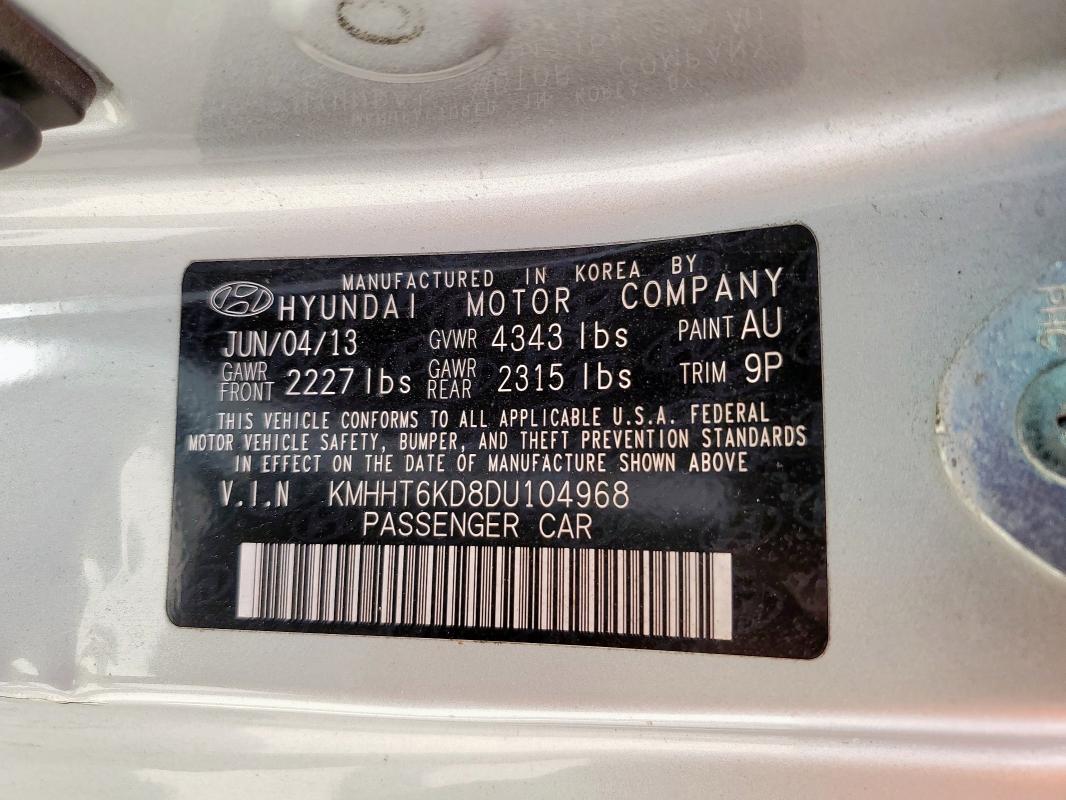 MANUFACTURED IN KOREA BY
HYUNDAI MOTOR COMPANY
JUN/04/13 GVWR 4343 lbs PAINT AU
GAWR FRONT 2227 lbs GAWR REAR 2315 lbs TRIM 9P
THIS VEHICLE CONFORMS TO ALL APPLICABLE U.S.A. FEDERAL
MOTOR VEHICLE SAFETY, BUMPER, AND THEFT PREVENTION STANDARDS
IN EFFECT ON THE DATE OF MANUFACTURE SHOWN ABOVE
V.I.N KMHHT6KD8DU104968
PASSENGER CAR